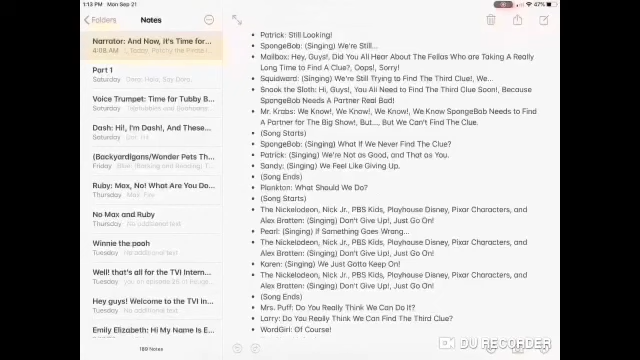 1:13 PM Mon Sep 21
47%
Folders
Notes
Narrator: And Now, It's Time for...
4:08 AM
Part 1
Saturday
Voice Trumpet: Time for Tubby B...
Saturday
Dash: Hi!, I'm Dash!, And These...
Saturday
(Backyardigans/Wonder Pets Th...
Friday
Ruby: Max, No! What Are You Do...
Thursday
No Max and Ruby
Thursday No additional text
Winnie the pooh
Thursday No additional text
Well! that's all for the TVI Intern...
Thursday
Hey guys! Welcome to the TVI In...
Thursday No additional text
Emily Elizabeth: Hi My Name Is E...
189 Notes
• Patrick: Still Looking!
• SpongeBob: (Singing) We're Still...
• Mailbox: Hey, Guys!, Did You All Hear About The Fellas Who are Taking A Really
Long Time to Find A Clue?, Oops!, Sorry!
• Squidward: (Singing) We're Still Trying to Find The Third Clue!, We...
• Snook the Sloth: Hi, Guys!, You All Need to Find The Third Clue Soon!, Because
SpongeBob Needs A Partner Real Bad!
• Mr. Krabs: We Know!, We Know!, We Know!, We Know SpongeBob Needs to Find
A Partner for The Big Show!, But..., But We Can't Find The Clue.
• (Song Starts)
• SpongeBob: (Singing) What If We Never Find The Clue?
• Patrick: (Singing) We're Not as Good, and That as You.
• Sandy: (Singing) We Feel Like Giving Up.
• (Song Ends)
• Plankton: What Should We Do?
• (Song Starts)
• The Nickelodeon, Nick Jr., PBS Kids, Playhouse Disney, Pixar Characters, and
Alex Bratten: (Singing) Don't Give Up!, Just Go On!
• Pearl: (Singing) If Something Goes Wrong...
• The Nickelodeon, Nick Jr., PBS Kids, Playhouse Disney, Pixar Characters, and
Alex Bratten: (Singing) Don't Give Up!, Just Go On!
• Karen: (Singing) We Just Gotta Keep On!
• The Nickelodeon, Nick Jr., PBS Kids, Playhouse Disney, Pixar Characters, and
Alex Bratten: (Singing) Don't Give Up!, Just Go On!
• (Song Ends)
• Mrs. Puff: Do You Really Think We Can Do It?
• Larry: Do You Really Think We Can Find The Third Clue?
• WordGirl: Of Course!
DU RECORDER